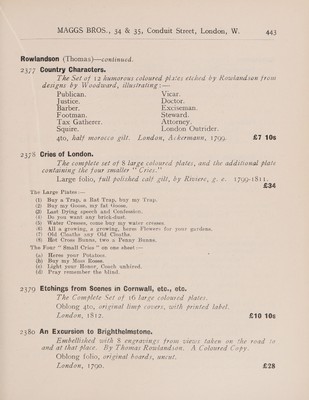 MAGGS BROS., 34 & 35, Conduit Street, London, W. 443
Rowlandson (Thomas)—continued.
2377 Country Characters.
The Set of 12 humorous coloured plates etched by Rowlandson from
designs by Woodward, illustrating:—
Publican. Vicar.
Justice. Doctor.
Barber. Exciseman.
Footman. Steward.
Tax Gatherer. Attorney.
Squire. London Outrider.
4to, half morocco gilt. London, Ackermann, 1799. £7 10s
2378 Cries of London.
The complete set of 8 large coloured plates, and the additional plate
containing the four smaller "Cries."
Large folio, full polished calf gilt, by Riviere, g. e. 1799-1811.
£34
The Large Plates:—
(1) Buy a Trap, a Rat Trap, buy my Trap.
(2) Buy my Goose, my fat Goose.
(3) Last Dying speech and Confession.
(4) Do you want any brick-dust.
(5) Water Cresses, come buy my water cresses.
(6) All a growing, a growing, heres Flowers for your gardens.
(7) Old Cloaths any Old Cloaths.
(8) Hot Cross Bunns, two a Penny Bunns.
The Four "Small Cries" on one sheet:—
(a) Heres your Potatoes.
(b) Buy my Moss Roses.
(c) Light your Honor, Coach unhired.
(d) Pray remember the blind.
2379 Etchings from Scenes in Cornwall, etc., etc.
The Complete Set of 16 large coloured plates.
Oblong 4to, original limp covers, with printed label.
London, 1812. £10 10s
2380 An Excursion to Brighthelmstone.
Embellished with 8 engravings from views taken on the road to
and at that place. By Thomas Rowlandson. A Coloured Copy.
Oblong folio, original boards, uncut.
London, 1790. £28